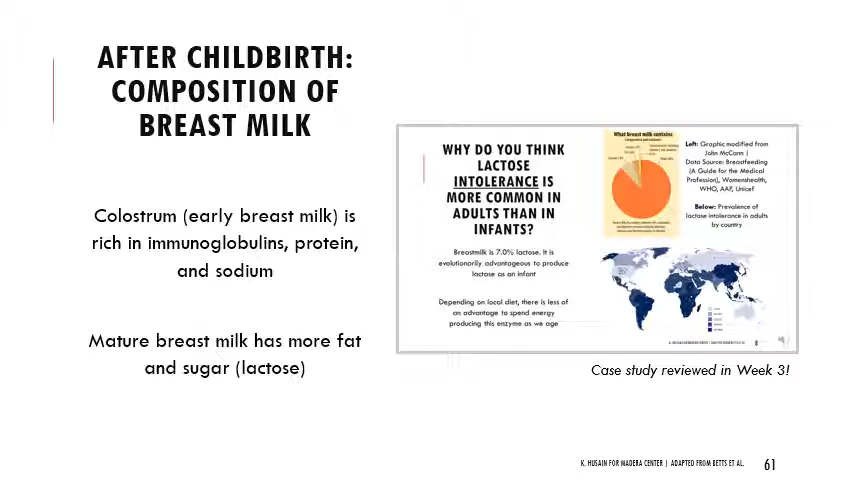 AFTER CHILDBIRTH:
COMPOSITION OF
BREAST MILK
Colostrum (early breast milk) is
rich in immunoglobulins, protein,
and sodium
Mature breast milk has more fat
and sugar (lactose)
WHY DO YOU THINK
LACTOSE
INTOLERANCE IS
MORE COMMON IN
ADULTS THAN IN
INFANTS?
Breastmilk is 7.0% lactose. It is
evolutionarily advantageous to produce
lactose as an infant
Depending on local diet, there is less of
an advantage to spend energy
producing this enzyme as we age
What breast milk contains
Left: Graphic modified from
John McCann |
Data Source: Breastfeeding
(A Guide for the Medical
Profession), Womenshealth,
WHO, AAP, Unicef
Below: Prevalence of
lactose intolerance in adults
by country
8
Case study reviewed in Week 3!
K. HUSAIN FOR MADERA CENTER | ADAPTED FROM BETTS ET AL.
61